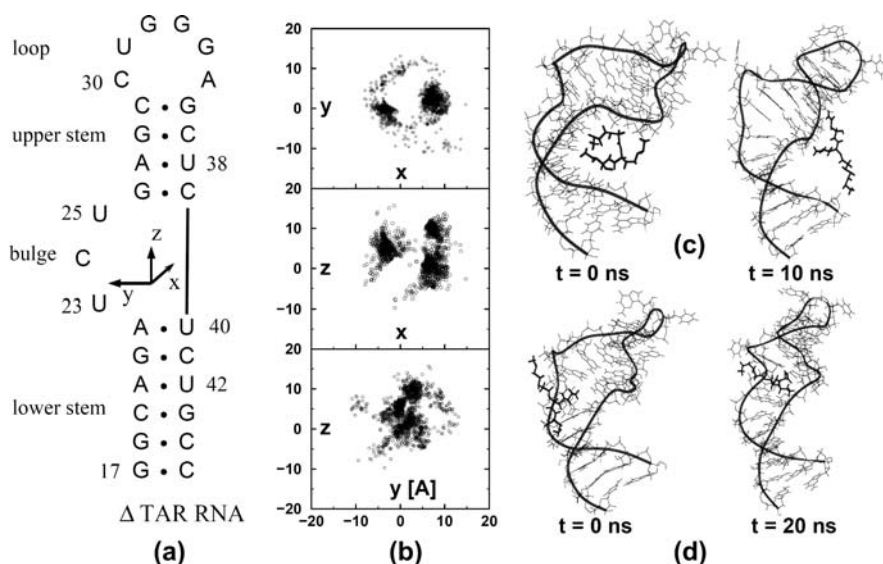 G G
U G
loop
30 C A
C • G
upper stem G • C
A • U 38
G • C
25 U
bulge C
z
y x
23 U
A • U 40
G • C
A • U 42
lower stem C • G
G • C
17 G • C
Δ TAR RNA
(a)
20
10
y 0
−10
x
20
10
z 0
−10
x
20
10
z 0
−10
y [A]
−20
−20 −10 0 10 20
(b)
(c)
t = 0 ns t = 10 ns
t = 0 ns t = 20 ns
(d)